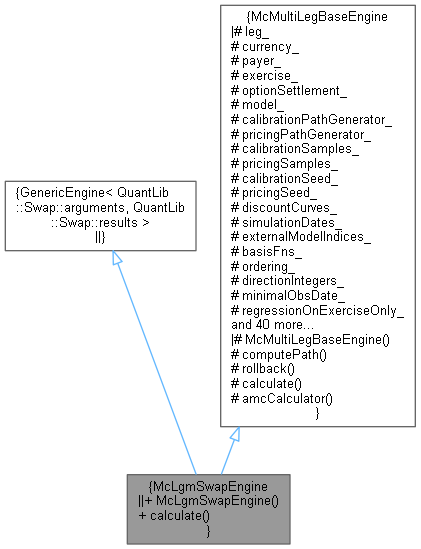 {McMultiLegBaseEngine
|# leg_
# currency_
# payer_
# exercise_
# optionSettlement_
# model_
# calibrationPathGenerator_
# pricingPathGenerator_
# calibrationSamples_
# pricingSamples_
# calibrationSeed_
# pricingSeed_
# discountCurves_
# simulationDates_
# externalModelIndices_
# basisFns_
# ordering_
# directionIntegers_
# minimalObsDate_
# regressionOnExerciseOnly_
and 40 more...
|# McMultiLegBaseEngine()
# computePath()
# rollback()
# calculate()
# amcCalculator()
}
{GenericEngine< QuantLib
::Swap::arguments, QuantLib
::Swap::results >
||}
{McLgmSwapEngine
||+ McLgmSwapEngine()
+ calculate()
}